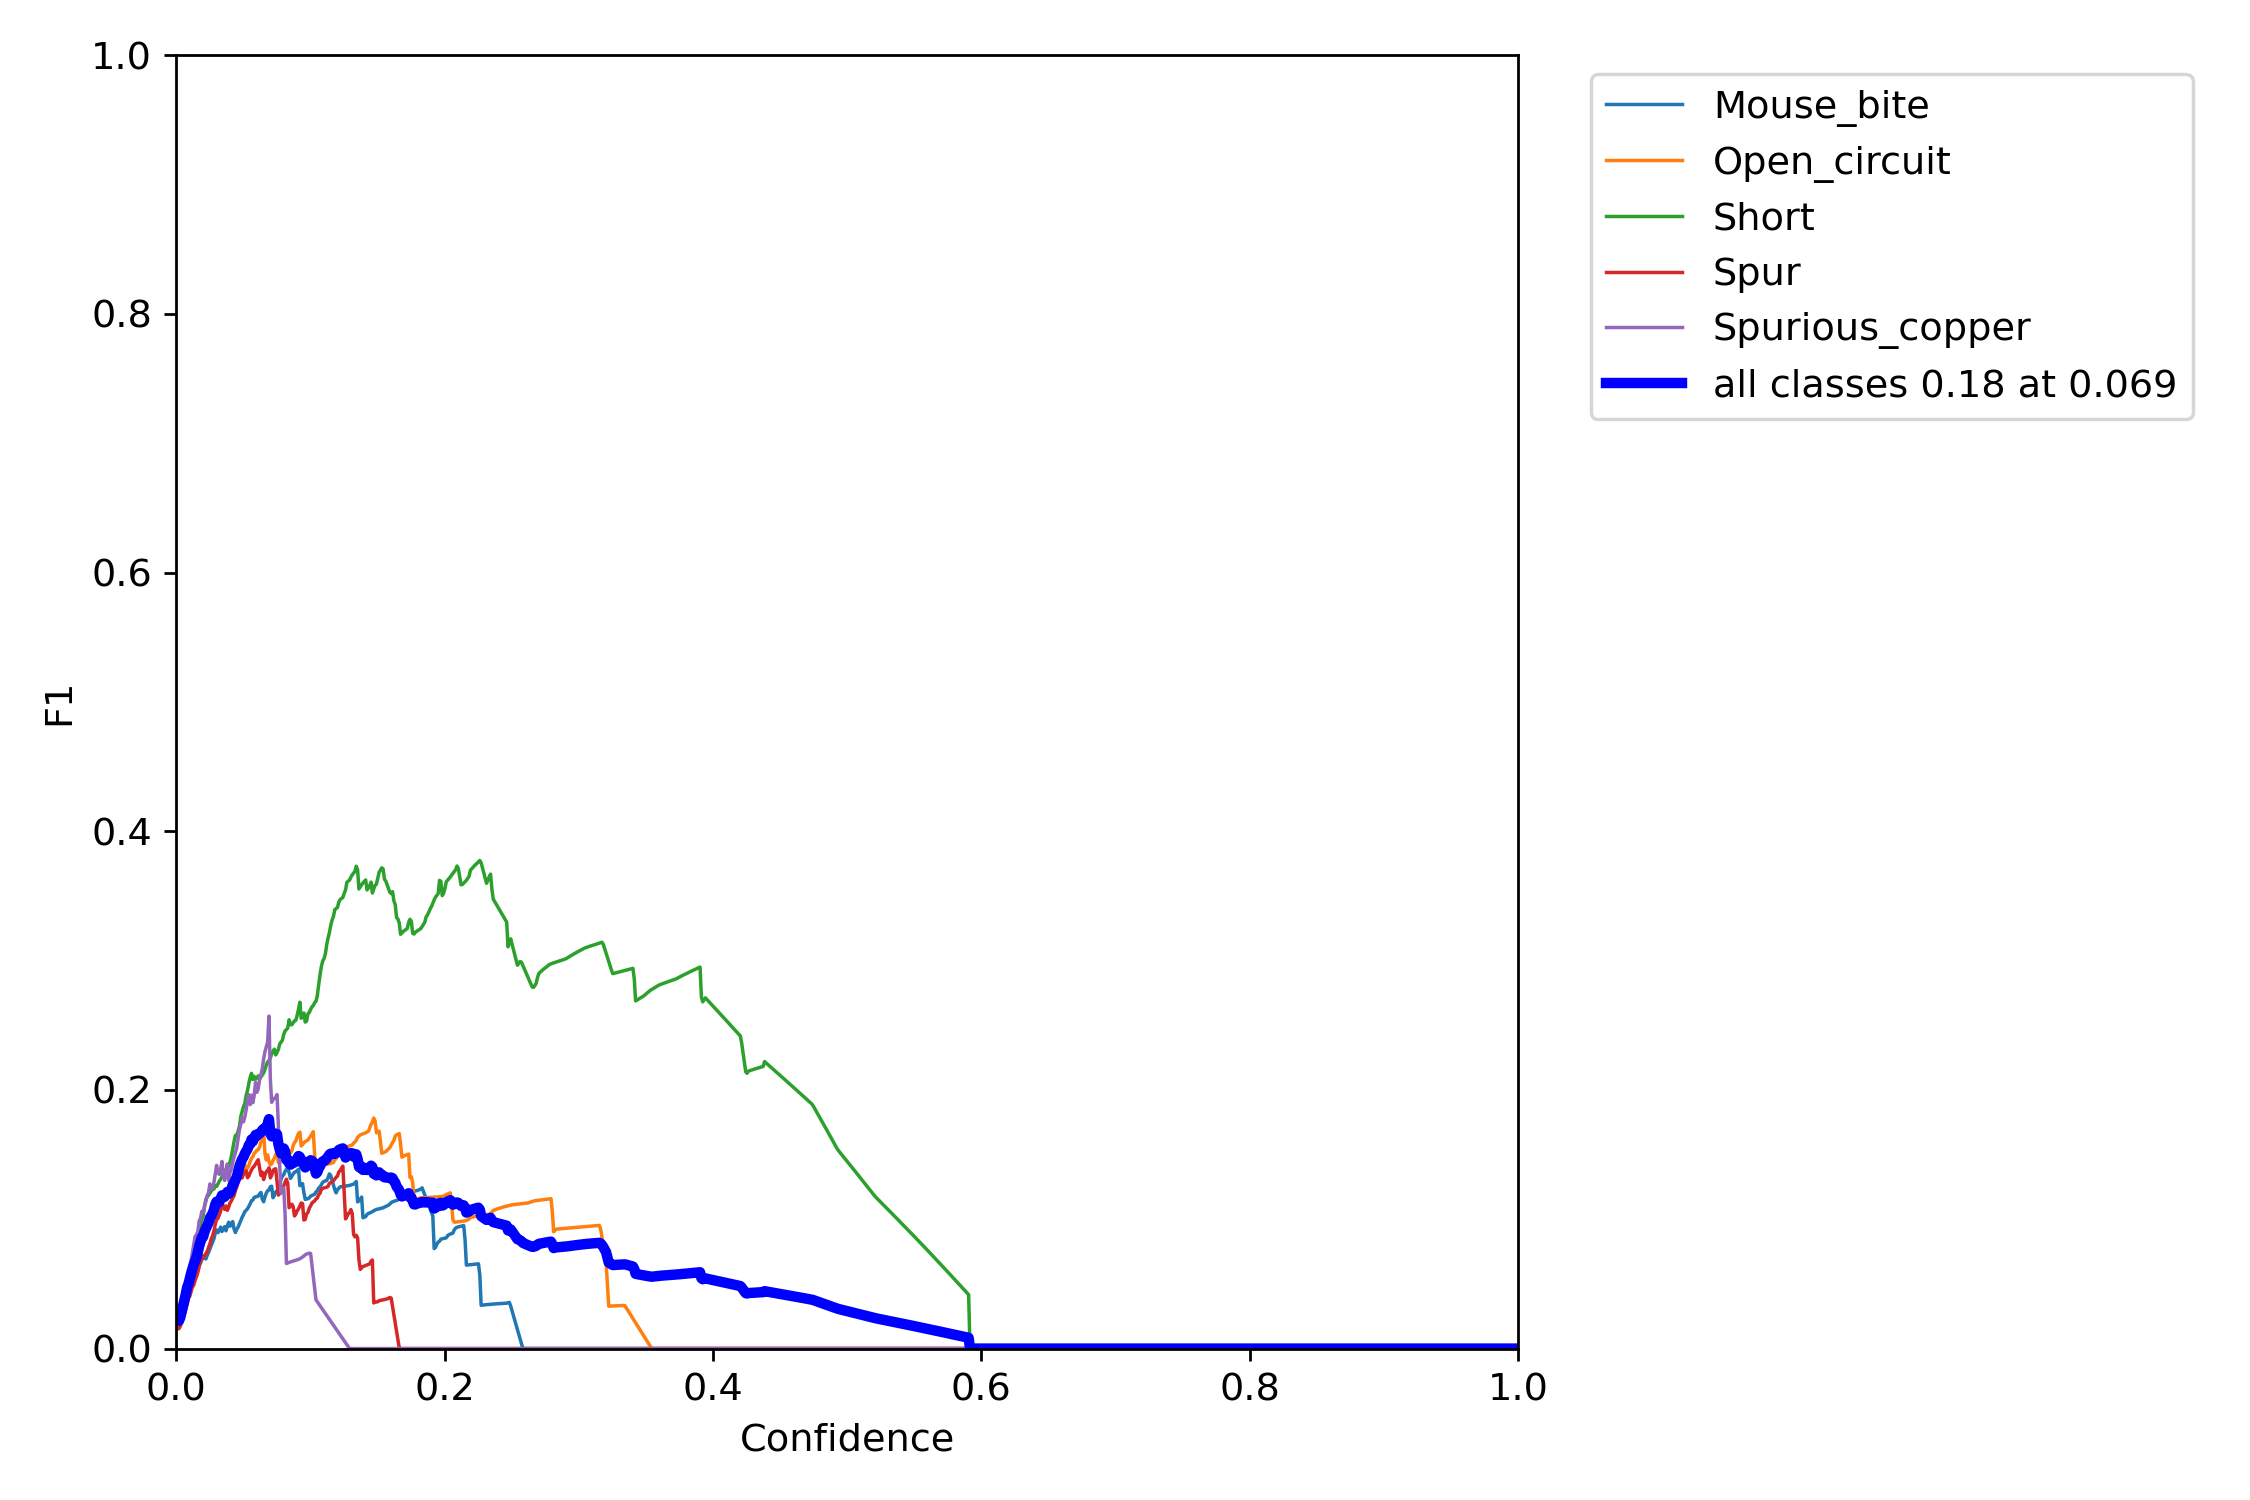 1.0
0.8
0.6
0.4
0.2
0.0
F1
0.0 0.2 0.4 0.6 0.8 1.0
Confidence
Mouse_bite
Open_circuit
Short
Spur
Spurious_copper
all classes 0.18 at 0.069